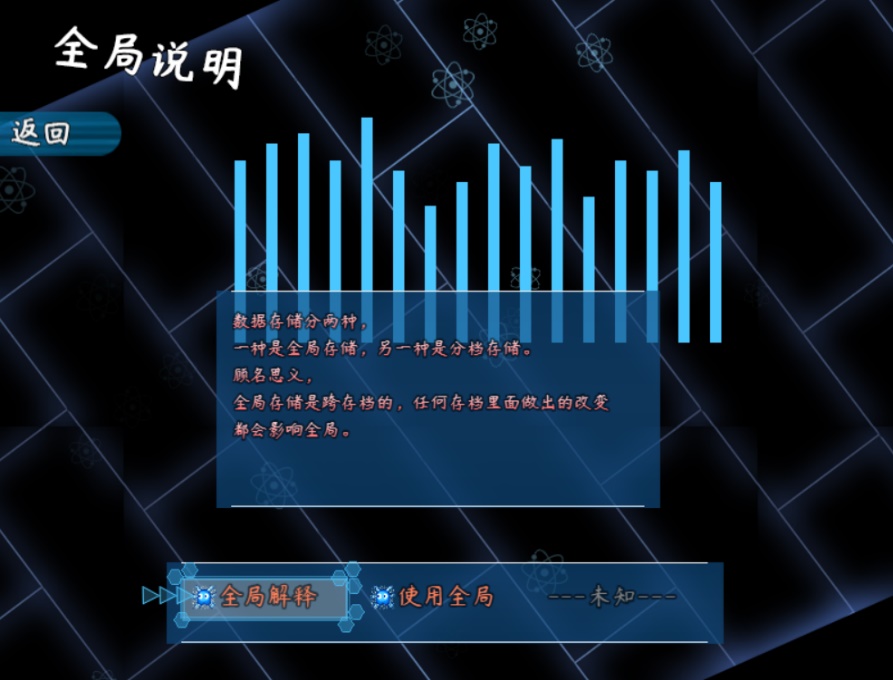 全局说明
返回
数据存储分两种，
一种是全局存储，另一种是分档存储。
顾名思义，
全局存储是跨存档的，任何存档里面做出的改变
都会影响全局。
全局解释
使用全局
---未知---